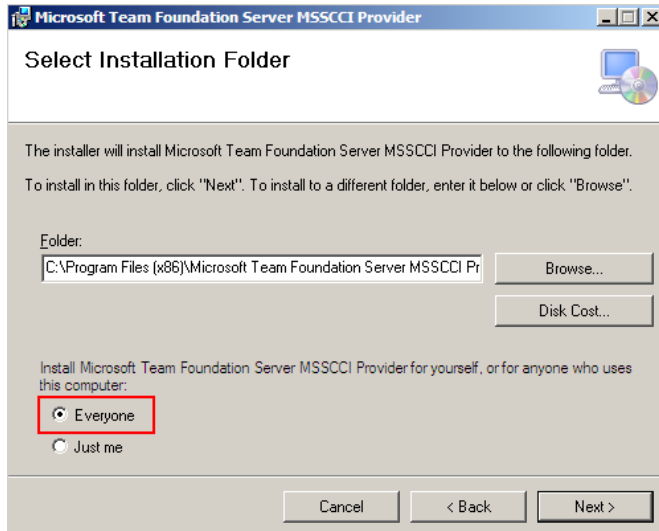 Microsoft Team Foundation Server MSSCCI Provider
Select Installation Folder
The installer will install Microsoft Team Foundation Server MSSCCI Provider to the following folder.
To install in this folder, click "Next". To install to a different folder, enter it below or click "Browse".
Folder:
C:\Program Files (x86)\Microsoft Team Foundation Server MSSCCI Pr
Browse...
Disk Cost...
Install Microsoft Team Foundation Server MSSCCI Provider for yourself, or for anyone who uses
this computer:
Everyone
Just me
Cancel
< Back
Next >